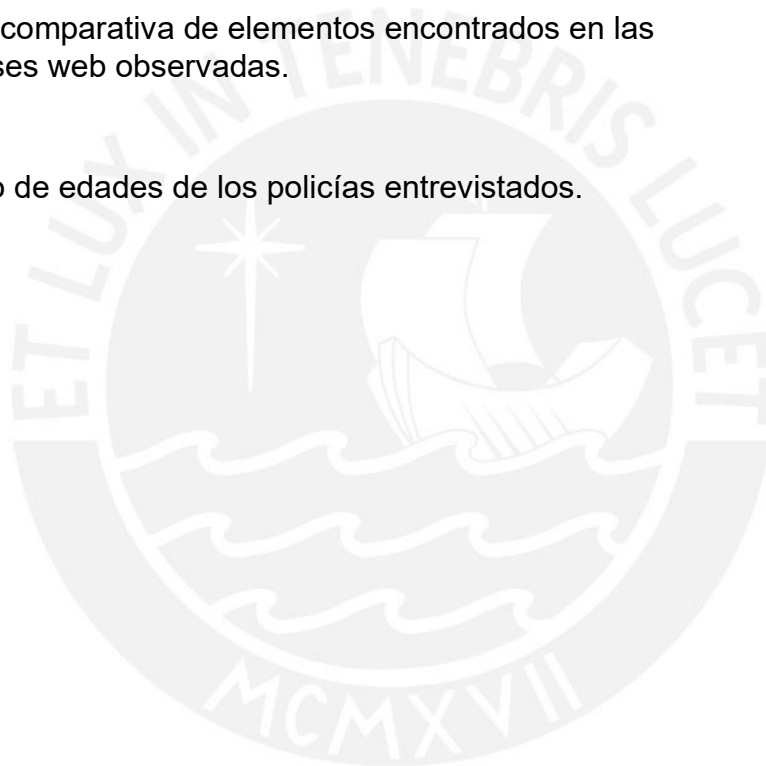 comparativa de elementos encontrados en las
ses web observadas.
o de edades de los policías entrevistados.
ET LUX IN TENEBRIS LUCET
MCMXVII